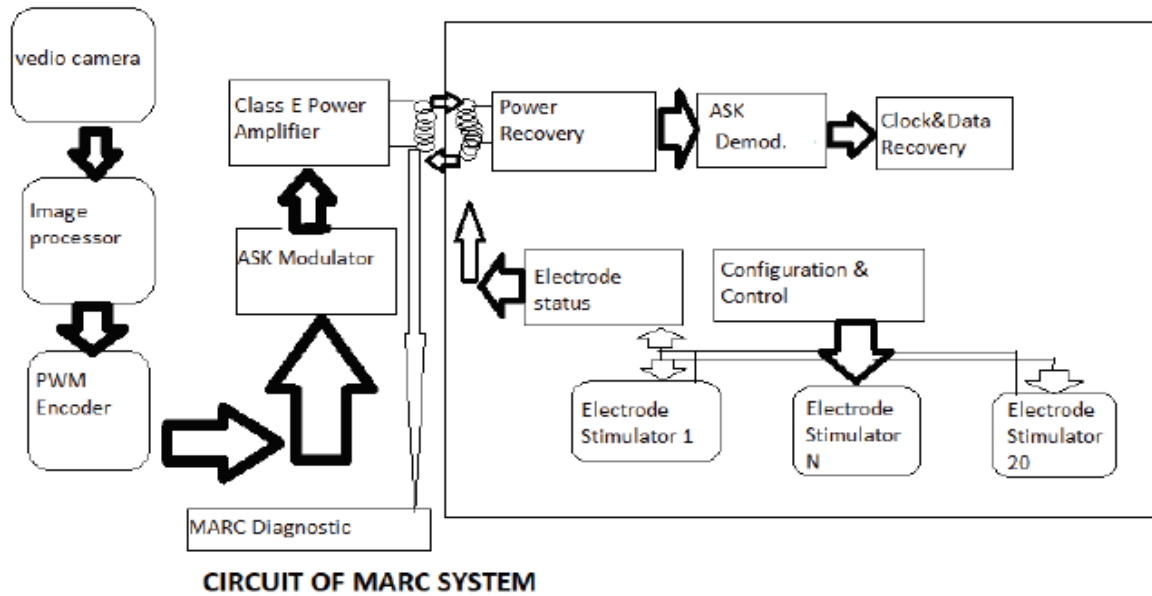 vedio camera
Image
processor
PWM
Encoder
Class E Power
Amplifier
ASK Modulator
MARC Diagnostic
Power
Recovery
ASK
Demod.
Clock&Data
Recovery
Electrode
status
Configuration &
Control
Electrode
Stimulator 1
Electrode
Stimulator
N
Electrode
Stimulator
20
CIRCUIT OF MARC SYSTEM